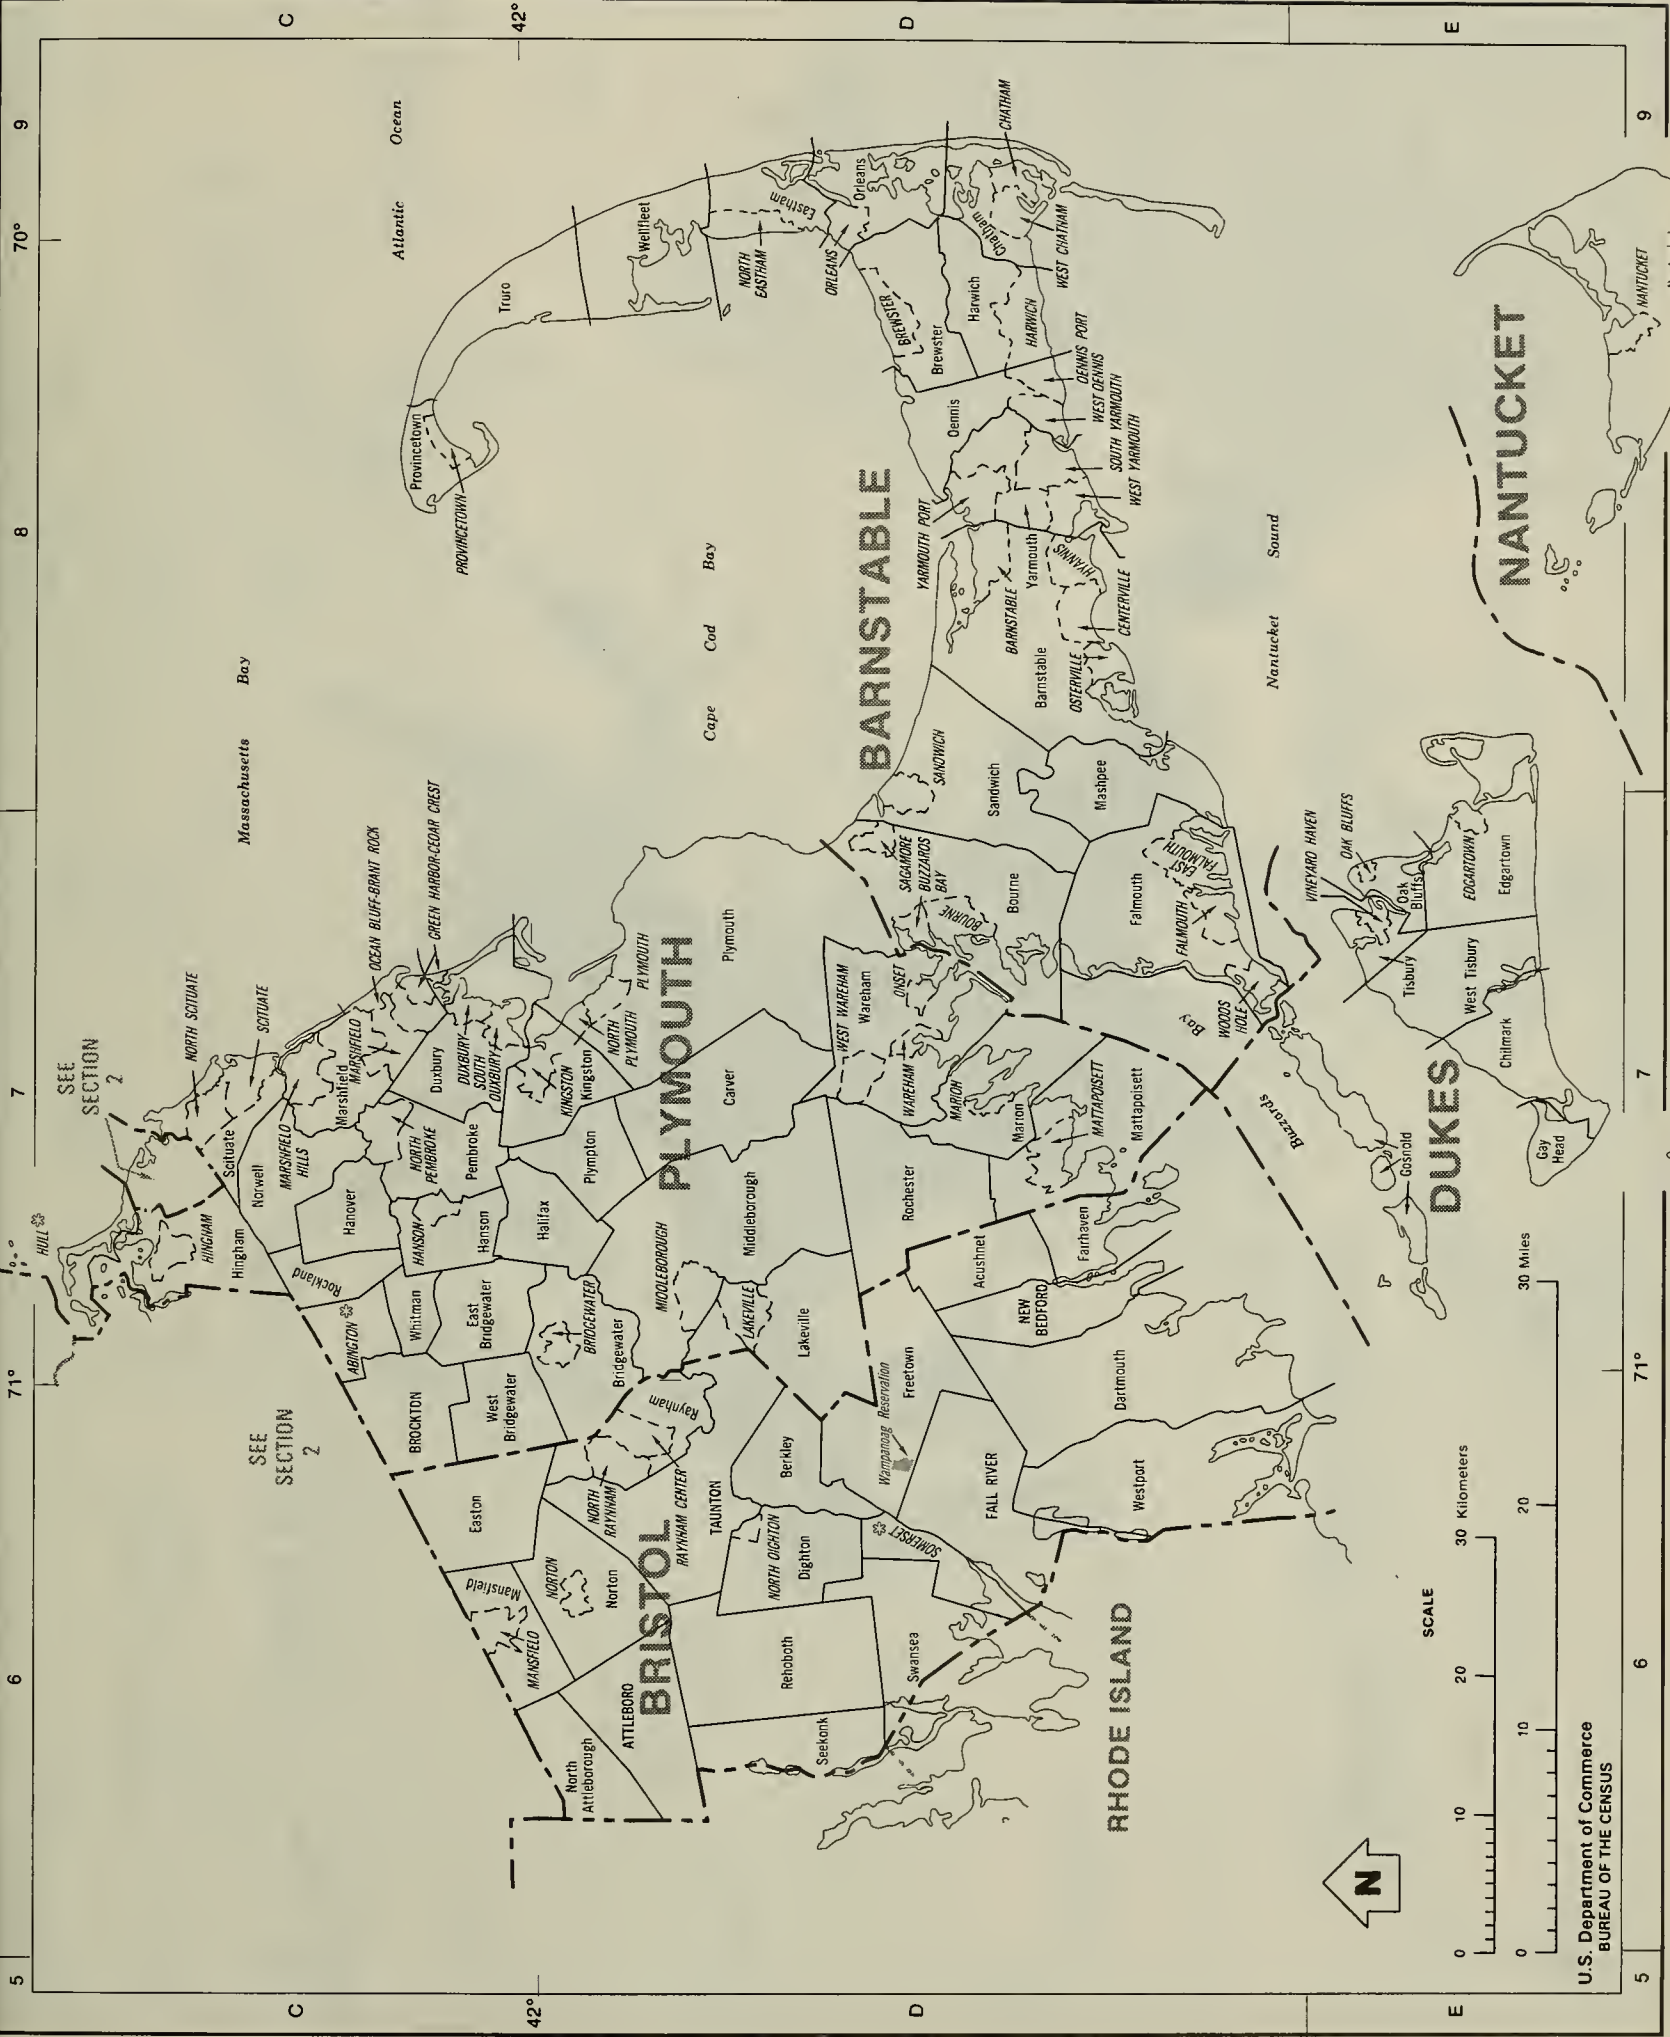 5
6
7
8
9
C
42°
D
E
71°
70°
HULL
SEE
SECTION
2
SEE
SECTION
2
NORTH SCITUATE
SCITUATE
HINGHAM
Hingham
Scituate
Norwell
MARSNFIELD
HILLS
Massachusetts Bay
Atlantic Ocean
Rockland
ABINGTON
Hanover
Marshfield
MARSHFIELD
OCEAN BLUFF-BRANT ROCK
GREEN HARBOR-CEDAR CREST
BROCKTON
Whitman
HANSON
Hanson
NORTH
PEMBROKE
Pembroke
Duxbury
DUXBURY
SOUTH
DUXBURY
Provincetown
PROVINCETOWN
Truro
Wellfleet
Easton
West
Bridgewater
East
Bridgewater
Halifax
Plympton
KINGSTON
Kingston
NORTH
PLYMOUTH
PLYMOUTH
Mansfield
MANSFIELD
NORTON
Norton
NORTH
RAYNHAM
BRIDGEWATER
Bridgewater
Raynham
RAYNHAM CENTER
MIDDLEBOROUGH
Cape Cod Bay
North
Attleborough
ATTLEBORO
BRISTOL
PLYMOUTH
TAUNTON
Carver
Plymouth
Middleborough
NORTH
EASTHAM
Eastham
LAKEVILLE
Lakeville
Berkley
NORTH OIGHTON
Dighton
Rehoboth
Seekonk
ORLEANS
Orleans
WEST WAREHAM
Wareham
BARNSTABLE
BREWSTER
Brewster
Wampanoag Reservation
Freetown
SOMERSET
Swansea
Rochester
WAREHAM
ONSET
SAGAMORE
BUZZARDS
BAY
SANDWICH
YARMOUTH PORT
Oennis
MARION
Marion
BOURNE
Bourne
Sandwich
Harwich
Chatham
CHATHAM
FALL RIVER
Acushnet
NEW
BEDFORD
BARNSTABLE
Yarmouth
Barnstable
HARWICH
WEST CHATHAM
Fairhaven
MATTAPOISETT
Mattapoisett
Mashpee
OSTERVILLE
HYANNIS
OENNIS PORT
WEST DENNIS
SOUTH YARMOUTH
WEST YARMOUTH
CENTERVILLE
RHODE ISLAND
Westport
Dartmouth
Falmouth
FALMOUTH
EAST
FALMOUTH
WOODS
HOLE
Buzzards Bay
Nantucket Sound
VINEYARD HAVEN
OAK BLUFFS
Oak
Bluffs
Tisbury
West Tisbury
EDGARTOWN
Edgartown
Chilmark
Gay
Head
Gosnold
DUKES
NANTUCKET
NANTUCKET
N
SCALE
0 10 20 30 Kilometers
0 10 20 30 Miles
U.S. Department of Commerce
BUREAU OF THE CENSUS
C
42°
D
E
5
6
71°
7
9